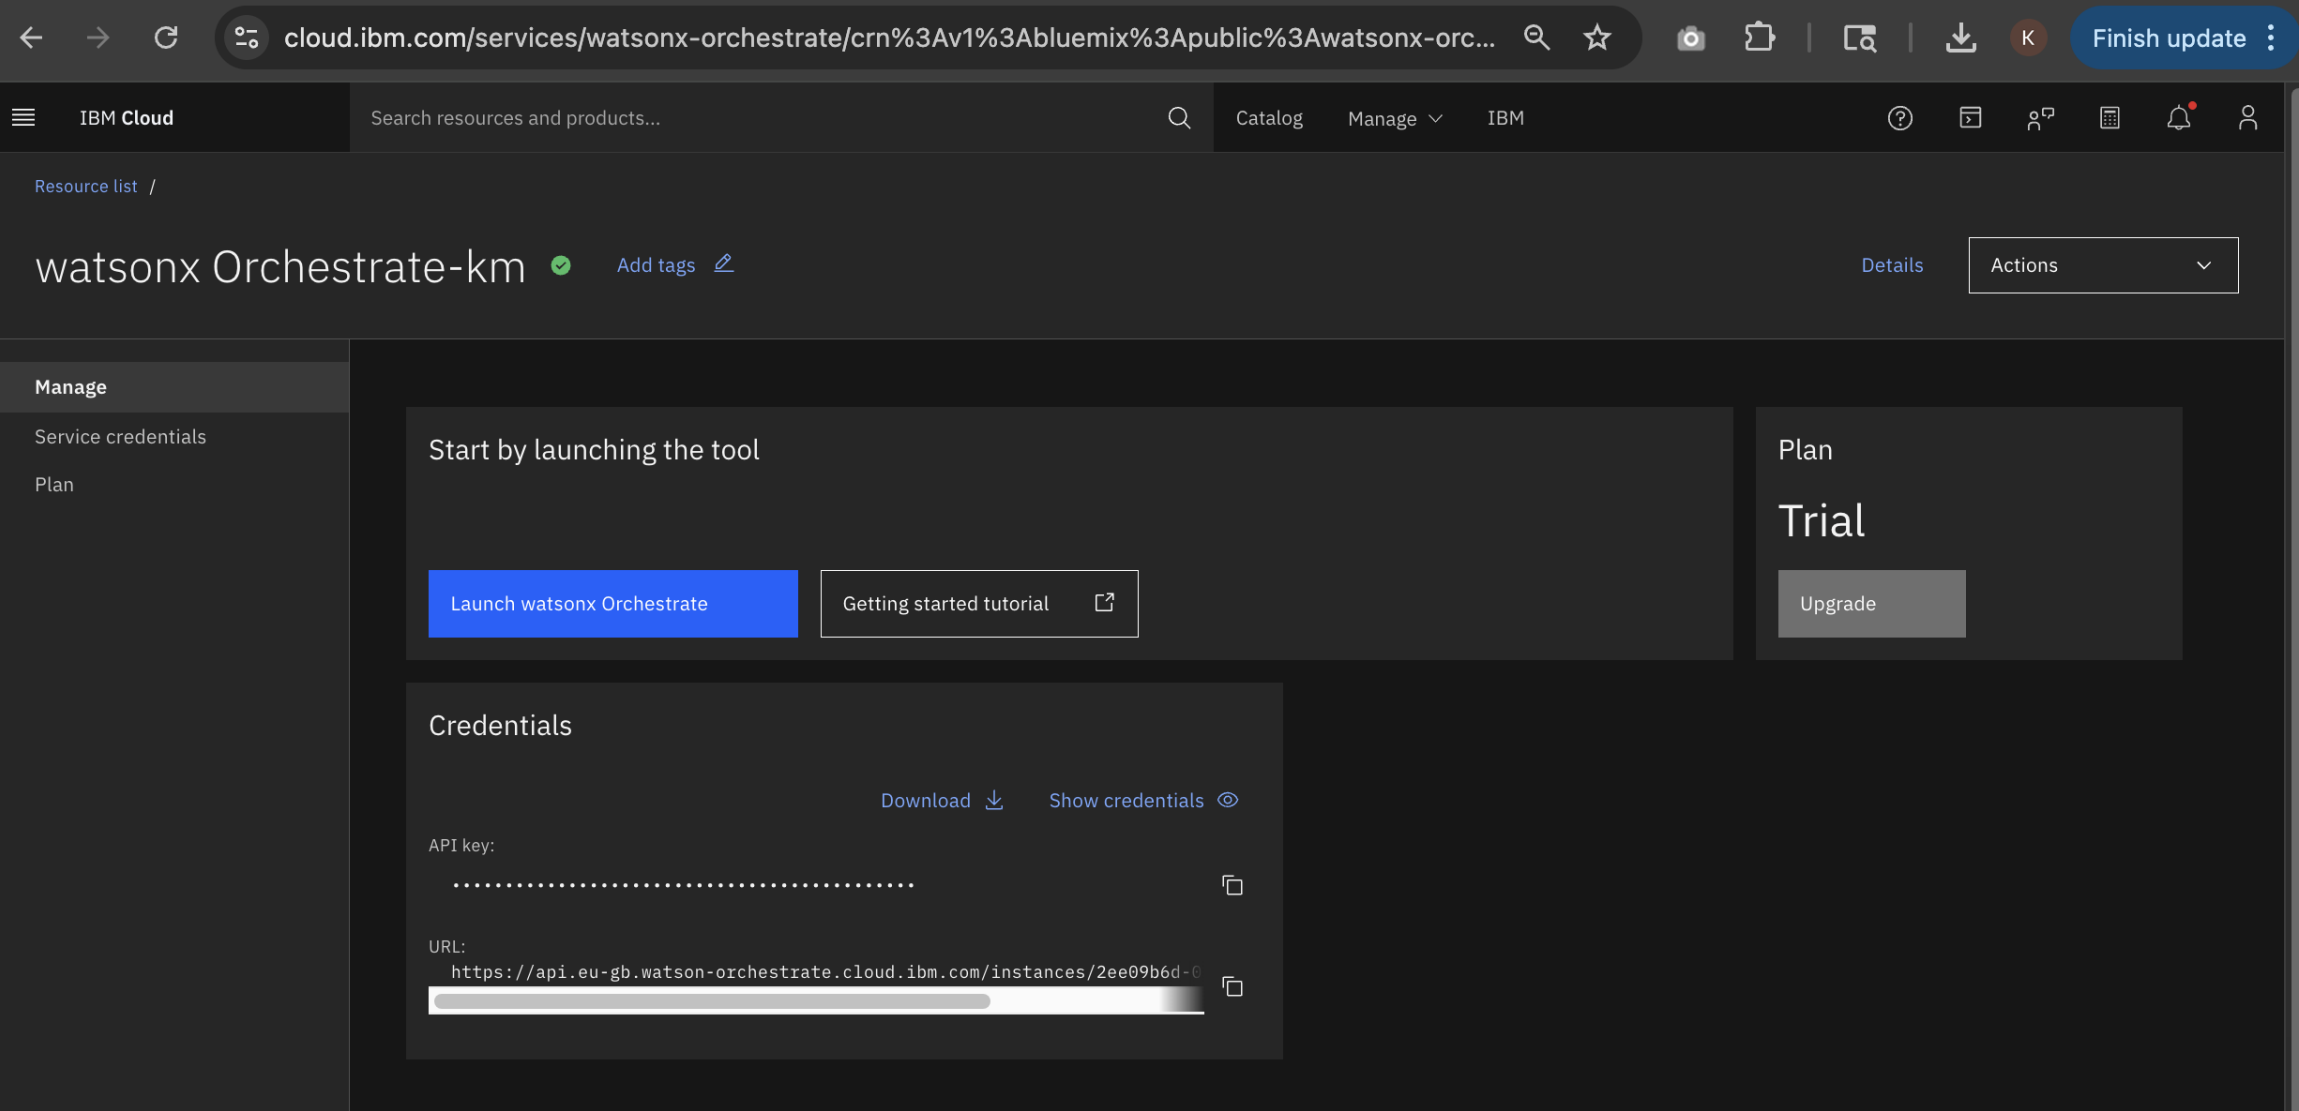 cloud.ibm.com/services/watsonx-orchestrate/crn%3Av1%3Abluemix%3Apublic%3Awatsonx-orc...
K
Finish update
IBM Cloud
Search resources and products...
Catalog
Manage
IBM
Resource list /
watsonx Orchestrate-km
Add tags
Details
Actions
Manage
Service credentials
Plan
Start by launching the tool
Launch watsonx Orchestrate
Getting started tutorial
Plan
Trial
Upgrade
Credentials
Download
Show credentials
API key:
••••••••••••••••••••••••••••••••••••••••••••
URL:
https://api.eu-gb.watson-orchestrate.cloud.ibm.com/instances/2ee09b6d-0